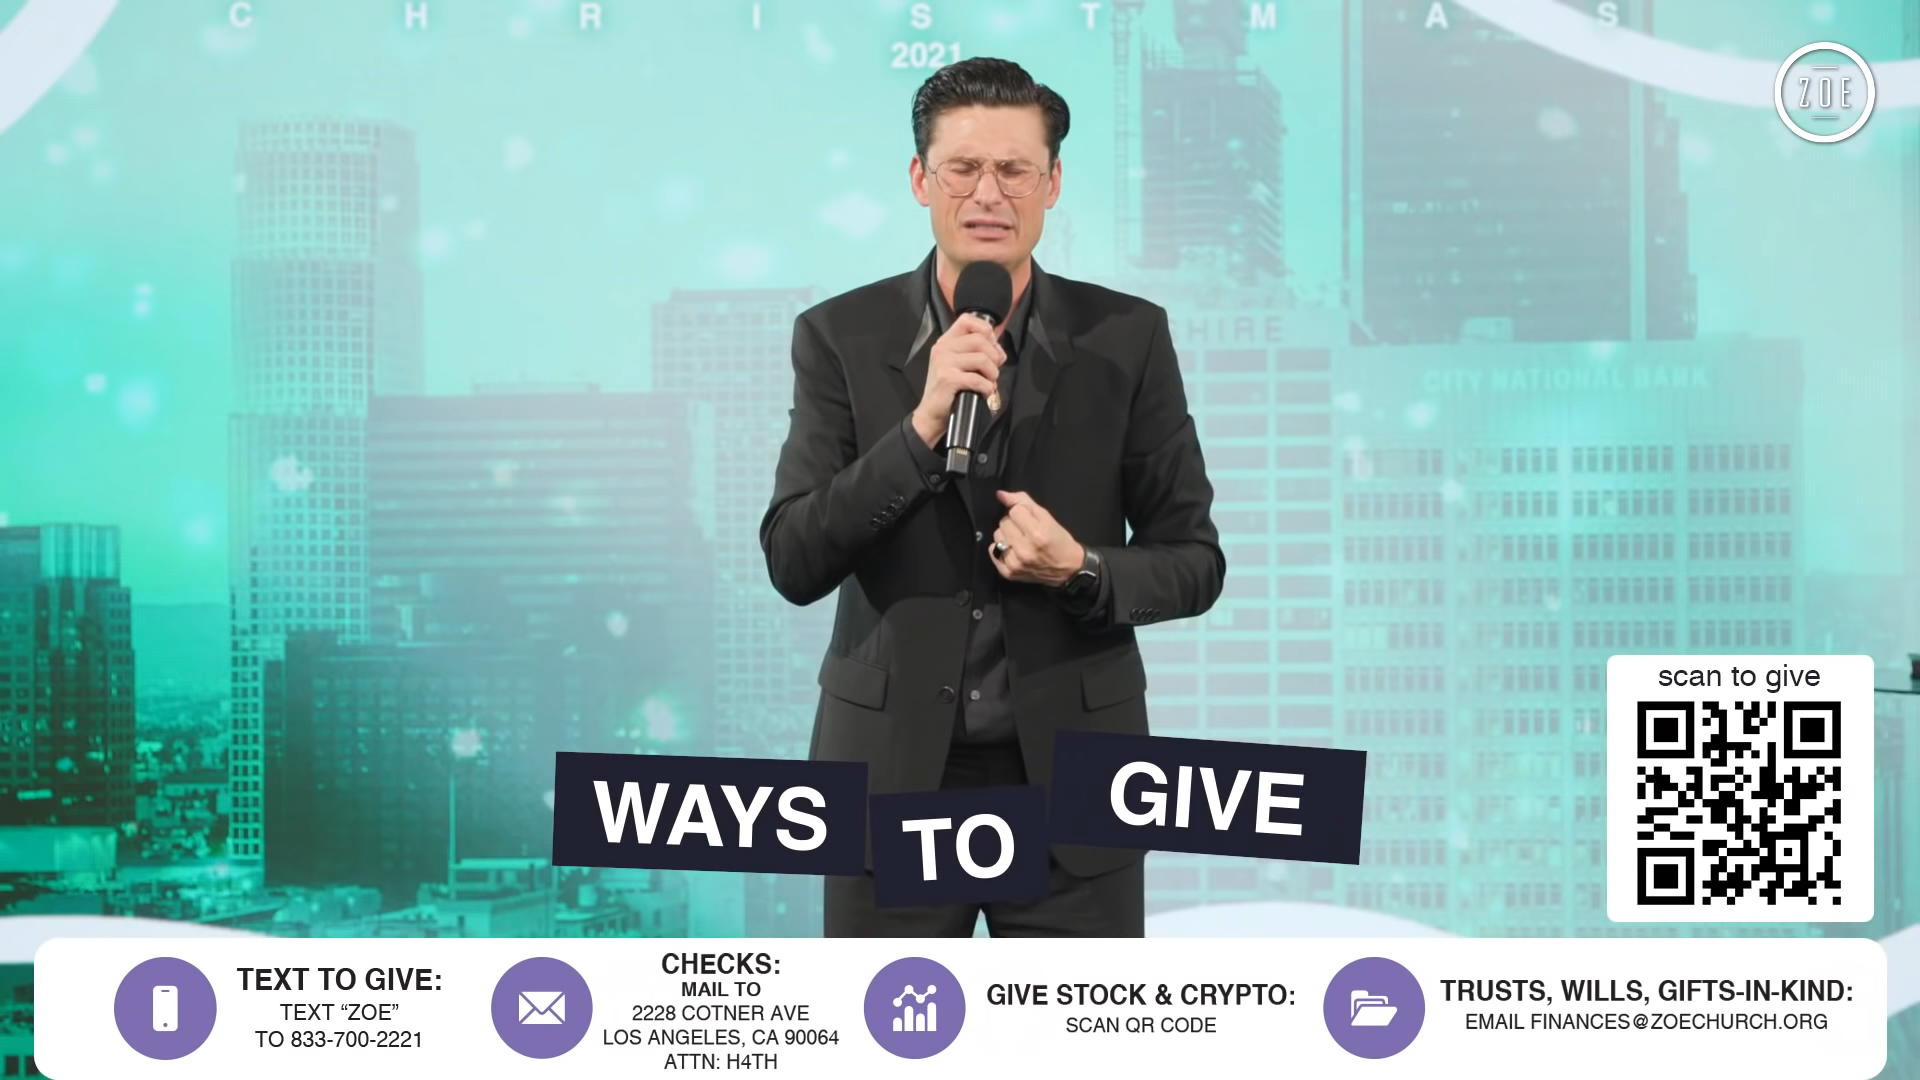 C H R I S T M A S
2021
ZOE
HIRE
CITY NATIONAL BANK
scan to give
WAYS TO GIVE
TEXT TO GIVE:
TEXT “ZOE”
TO 833-700-2221
CHECKS:
MAIL TO
2228 COTNER AVE
LOS ANGELES, CA 90064
ATTN: H4TH
GIVE STOCK & CRYPTO:
SCAN QR CODE
TRUSTS, WILLS, GIFTS-IN-KIND:
EMAIL FINANCES@ZOECHURCH.ORG